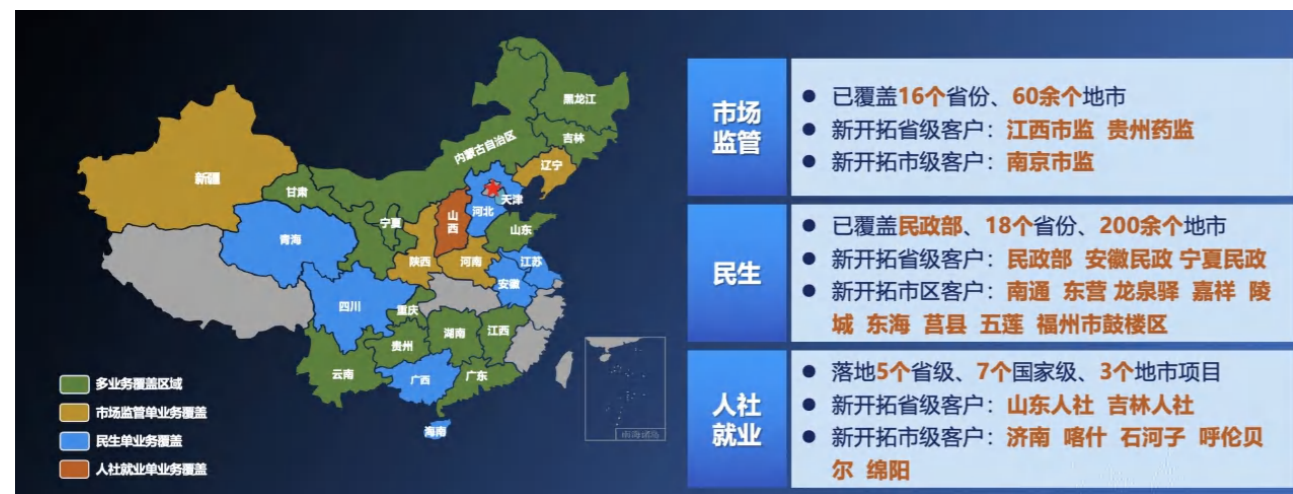 黑龙江
内蒙古自治区
吉林
辽宁
新疆
甘肃
天津
河北
宁夏
山西
山东
青海
陕西
河南
江苏
安徽
四川
重庆
湖南
江西
贵州
云南
广西
广东
海南
南海诸岛
多业务覆盖区域
市场监管单业务覆盖
民生单业务覆盖
人社就业单业务覆盖
市场
监管
● 已覆盖16个省份、60余个地市
● 新开拓省级客户：江西市监 贵州药监
● 新开拓市级客户：南京市监
民生
● 已覆盖民政部、18个省份、200余个地市
● 新开拓省级客户：民政部 安徽民政 宁夏民政
● 新开拓市区客户：南通 东营 龙泉驿 嘉祥 陵
城 东海 莒县 五莲 福州市鼓楼区
人社
就业
● 落地5个省级、7个国家级、3个地市项目
● 新开拓省级客户：山东人社 吉林人社
● 新开拓市级客户：济南 喀什 石河子 呼伦贝
尔 绵阳